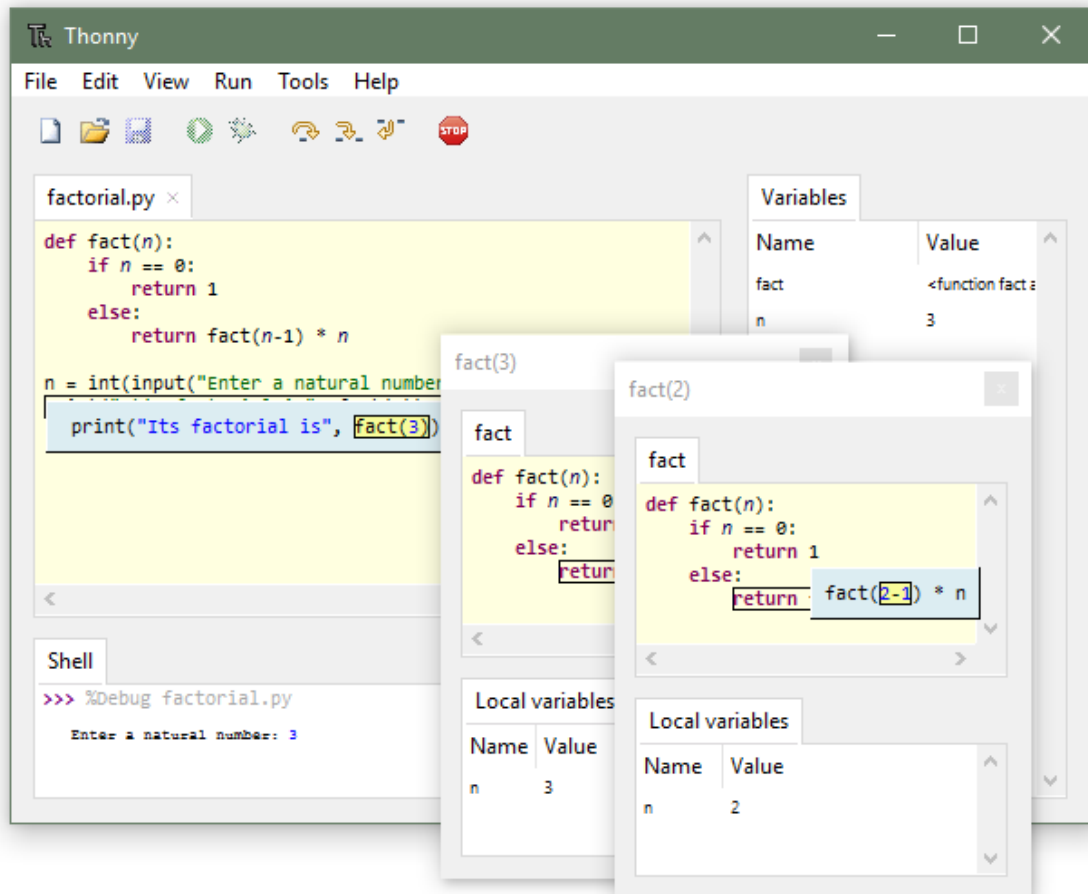 Thonny
File Edit View Run Tools Help
STOP
factorial.py ×
def fact(n):
    if n == 0:
        return 1
    else:
        return fact(n-1) * n
n = int(input("Enter a natural number
print("Its factorial is", fact(3))
Shell
>>> %Debug factorial.py
Enter a natural number: 3
Variables
Name Value
fact <function fact a
n 3
fact(3)
fact
def fact(n):
    if n == 0
        return
    else:
        return
Local variables
Name Value
n 3
fact(2)
x
fact
def fact(n):
    if n == 0:
        return 1
    else:
        return fact(2-1) * n
Local variables
Name Value
n 2